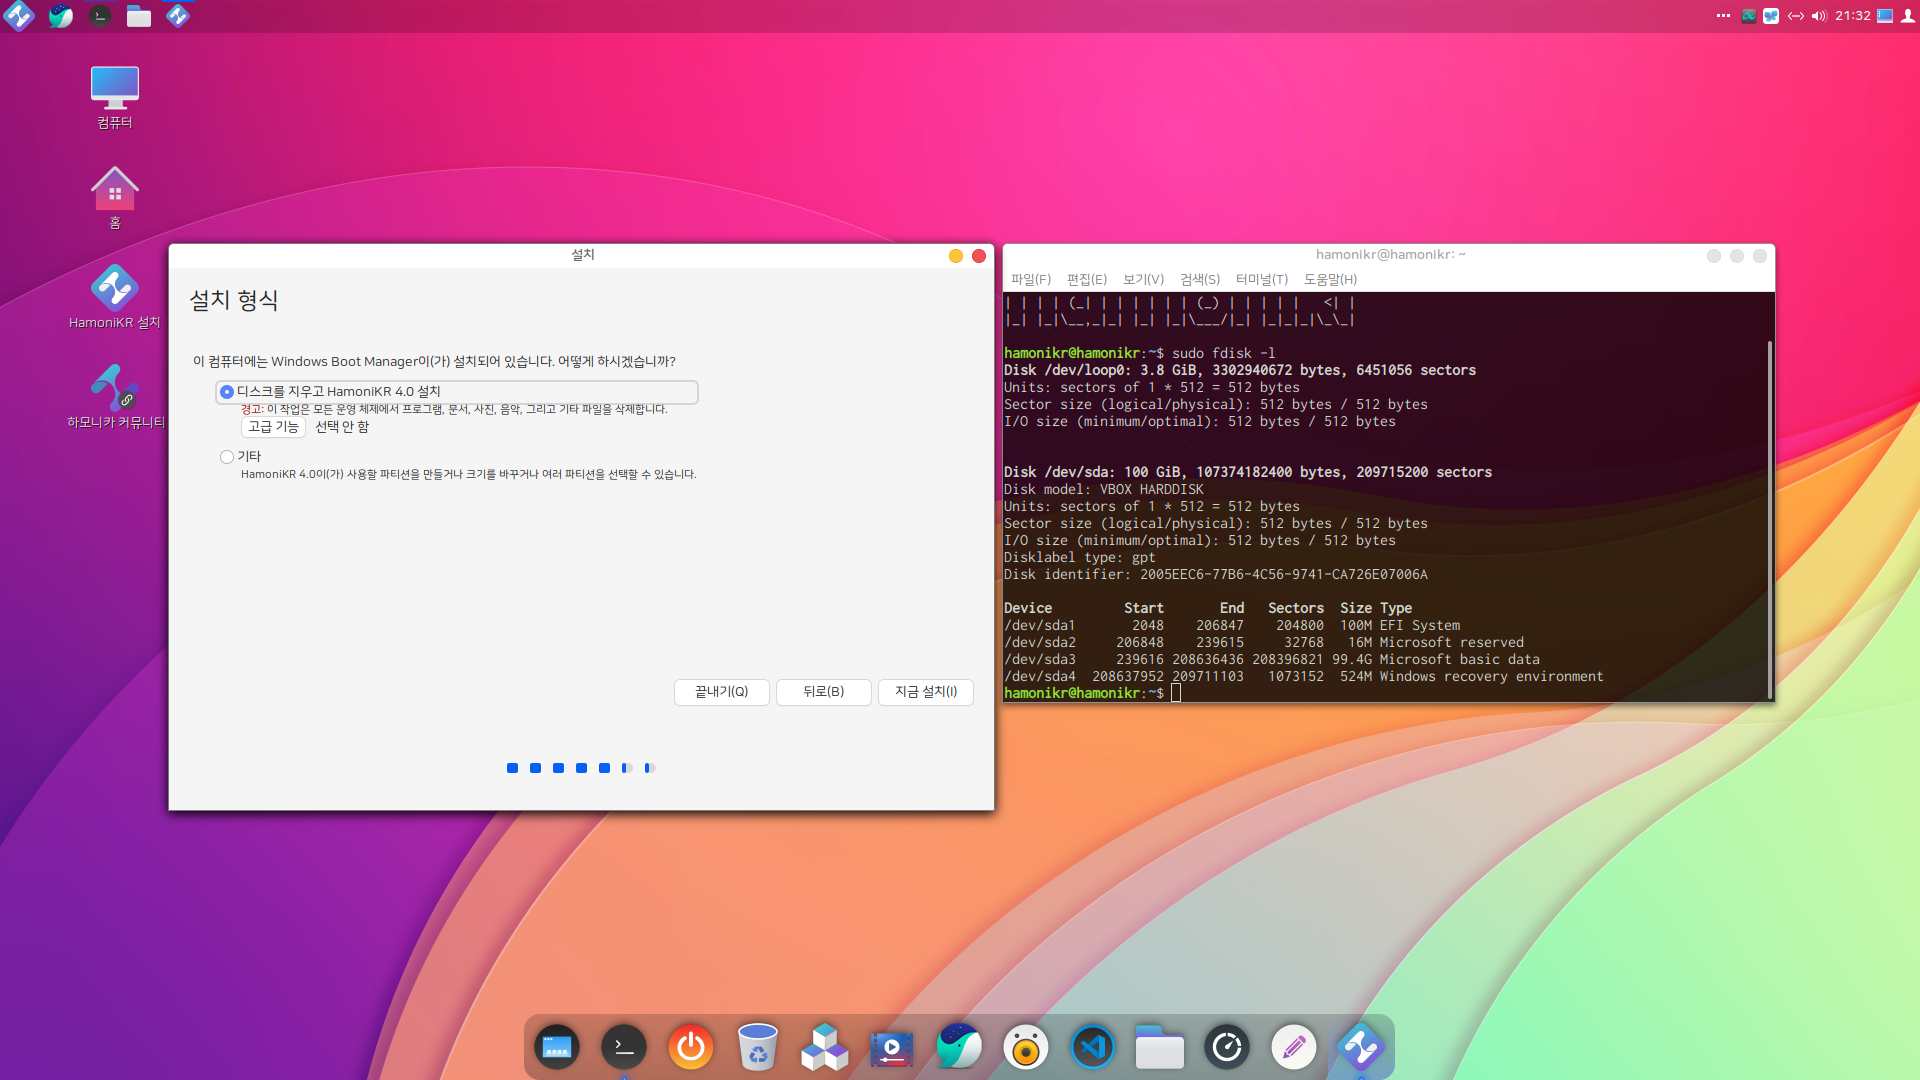 21:32
컴퓨터
홈
HamoniKR 설치
하모니카 커뮤니티
설치
설치 형식
이 컴퓨터에는 Windows Boot Manager이(가) 설치되어 있습니다. 어떻게 하시겠습니까?
디스크를 지우고 HamoniKR 4.0 설치
경고: 이 작업은 모든 운영 체제에서 프로그램, 문서, 사진, 음악, 그리고 기타 파일을 삭제합니다.
고급 기능 선택 안 함
기타
HamoniKR 4.0이(가) 사용할 파티션을 만들거나 크기를 바꾸거나 여러 파티션을 선택할 수 있습니다.
끝내기(Q) 뒤로(B) 지금 설치(I)
hamonikr@hamonikr: ~
파일(F) 편집(E) 보기(V) 검색(S) 터미널(T) 도움말(H)
| | | | (_| | | | | | | (_) | | | | |   <| |
|_| |_|\__,_|_| |_| |_|\___/|_| |_|_|_|\_\_|
hamonikr@hamonikr:~$ sudo fdisk -l
Disk /dev/loop0: 3.8 GiB, 3302940672 bytes, 6451056 sectors
Units: sectors of 1 * 512 = 512 bytes
Sector size (logical/physical): 512 bytes / 512 bytes
I/O size (minimum/optimal): 512 bytes / 512 bytes
Disk /dev/sda: 100 GiB, 107374182400 bytes, 209715200 sectors
Disk model: VBOX HARDDISK
Units: sectors of 1 * 512 = 512 bytes
Sector size (logical/physical): 512 bytes / 512 bytes
I/O size (minimum/optimal): 512 bytes / 512 bytes
Disklabel type: gpt
Disk identifier: 2005EEC6-77B6-4C56-9741-CA726E07006A
Device Start End Sectors Size Type
/dev/sda1 2048 206847 204800 100M EFI System
/dev/sda2 206848 239615 32768 16M Microsoft reserved
/dev/sda3 239616 208636436 208396821 99.4G Microsoft basic data
/dev/sda4 208637952 209711103 1073152 524M Windows recovery environment
hamonikr@hamonikr:~$